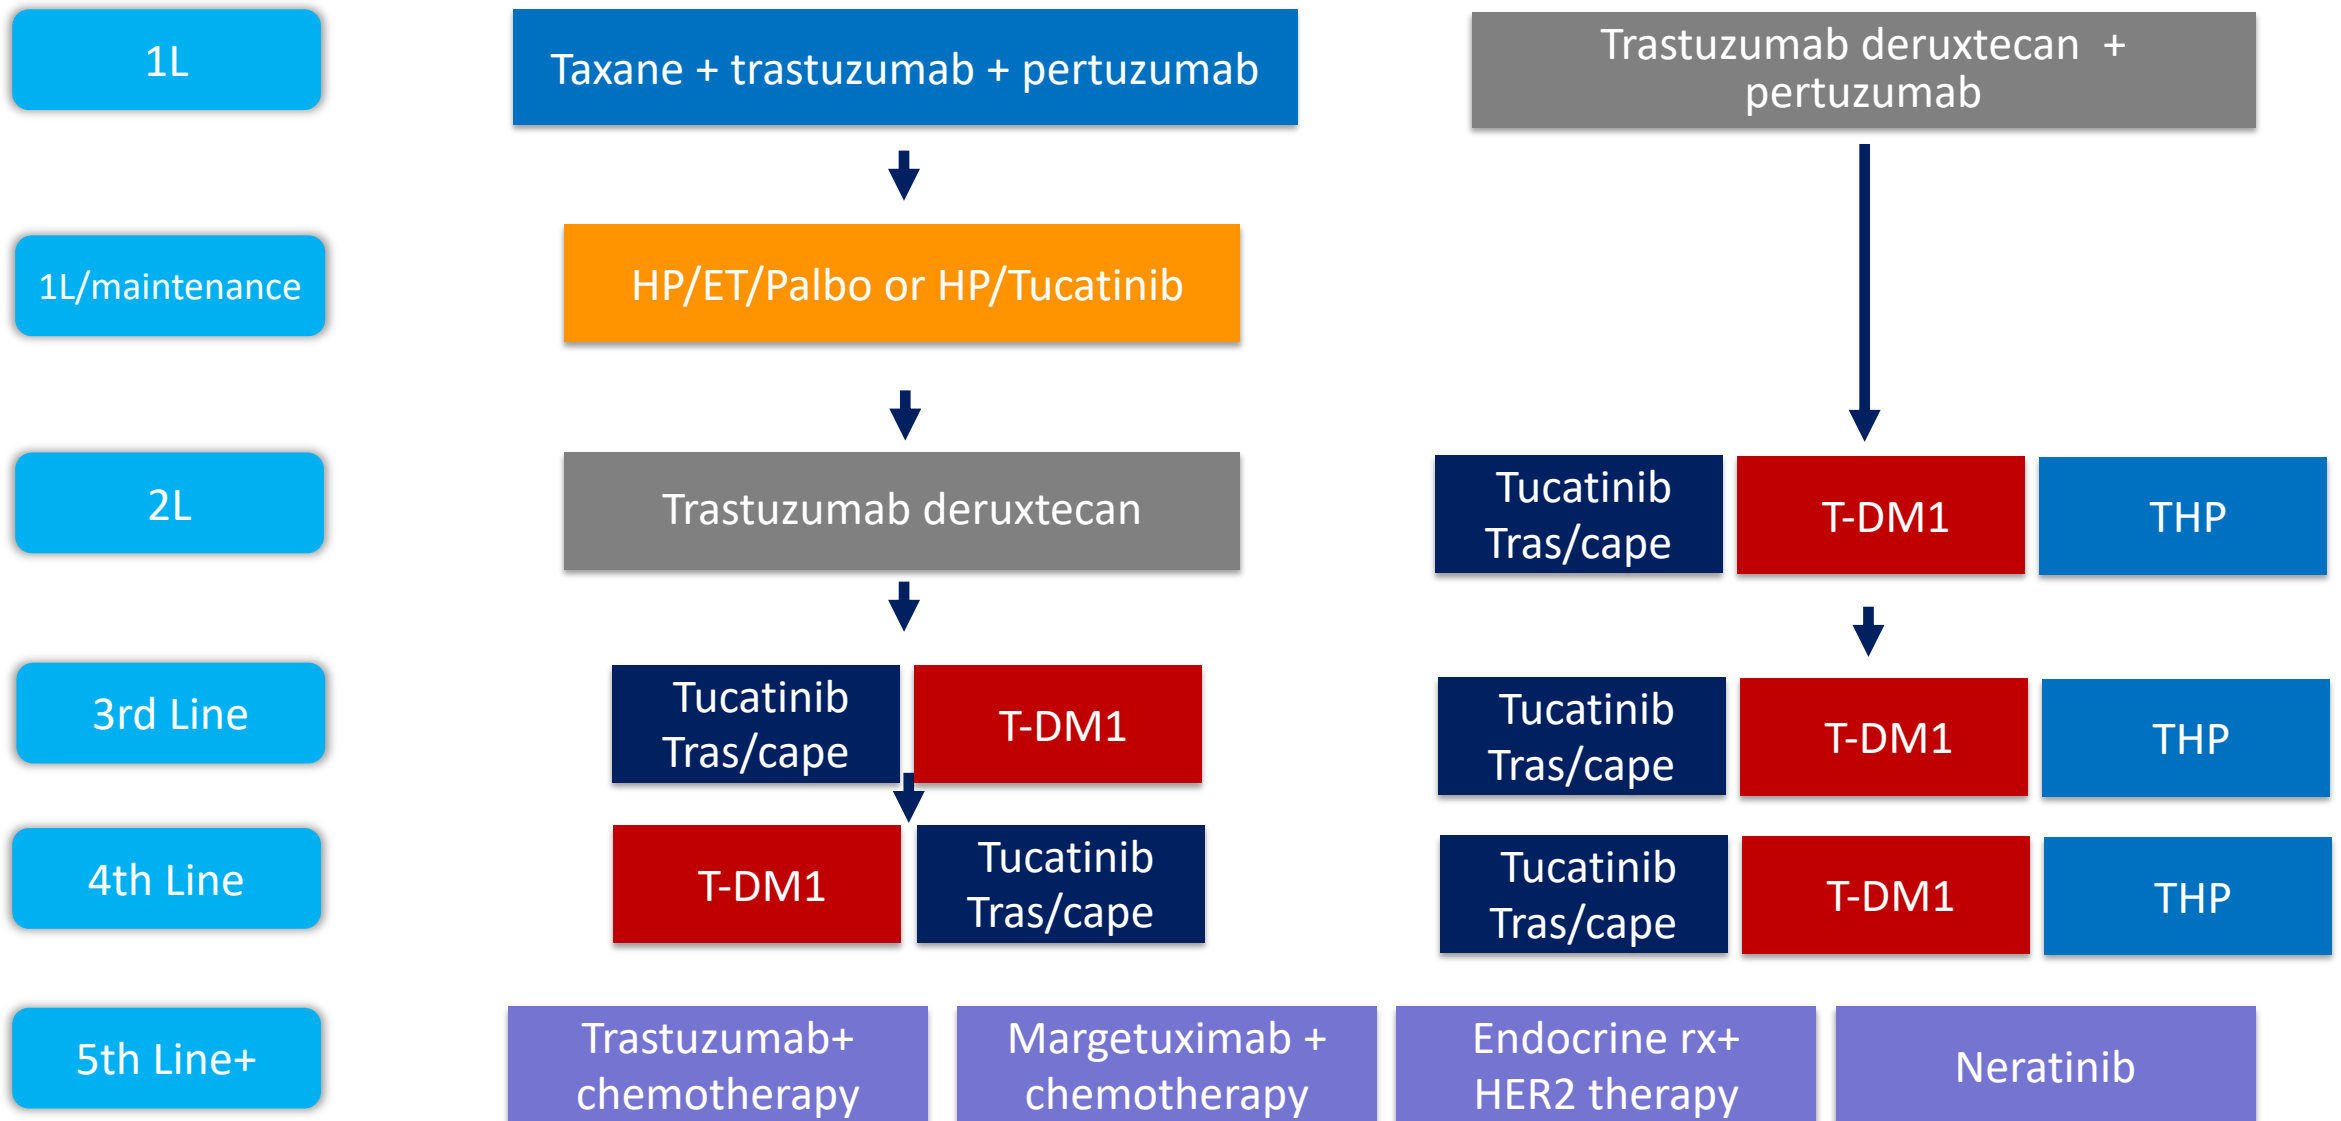 1L
Taxane + trastuzumab + pertuzumab
Trastuzumab deruxtecan +
pertuzumab
1L/maintenance
HP/ET/Palbo or HP/Tucatinib
2L
Trastuzumab deruxtecan
Tucatinib
Tras/cape
T-DM1
THP
3rd Line
Tucatinib
Tras/cape
T-DM1
Tucatinib
Tras/cape
T-DM1
THP
4th Line
T-DM1
Tucatinib
Tras/cape
Tucatinib
Tras/cape
T-DM1
THP
5th Line+
Trastuzumab+
chemotherapy
Margetuximab +
chemotherapy
Endocrine rx+
HER2 therapy
Neratinib